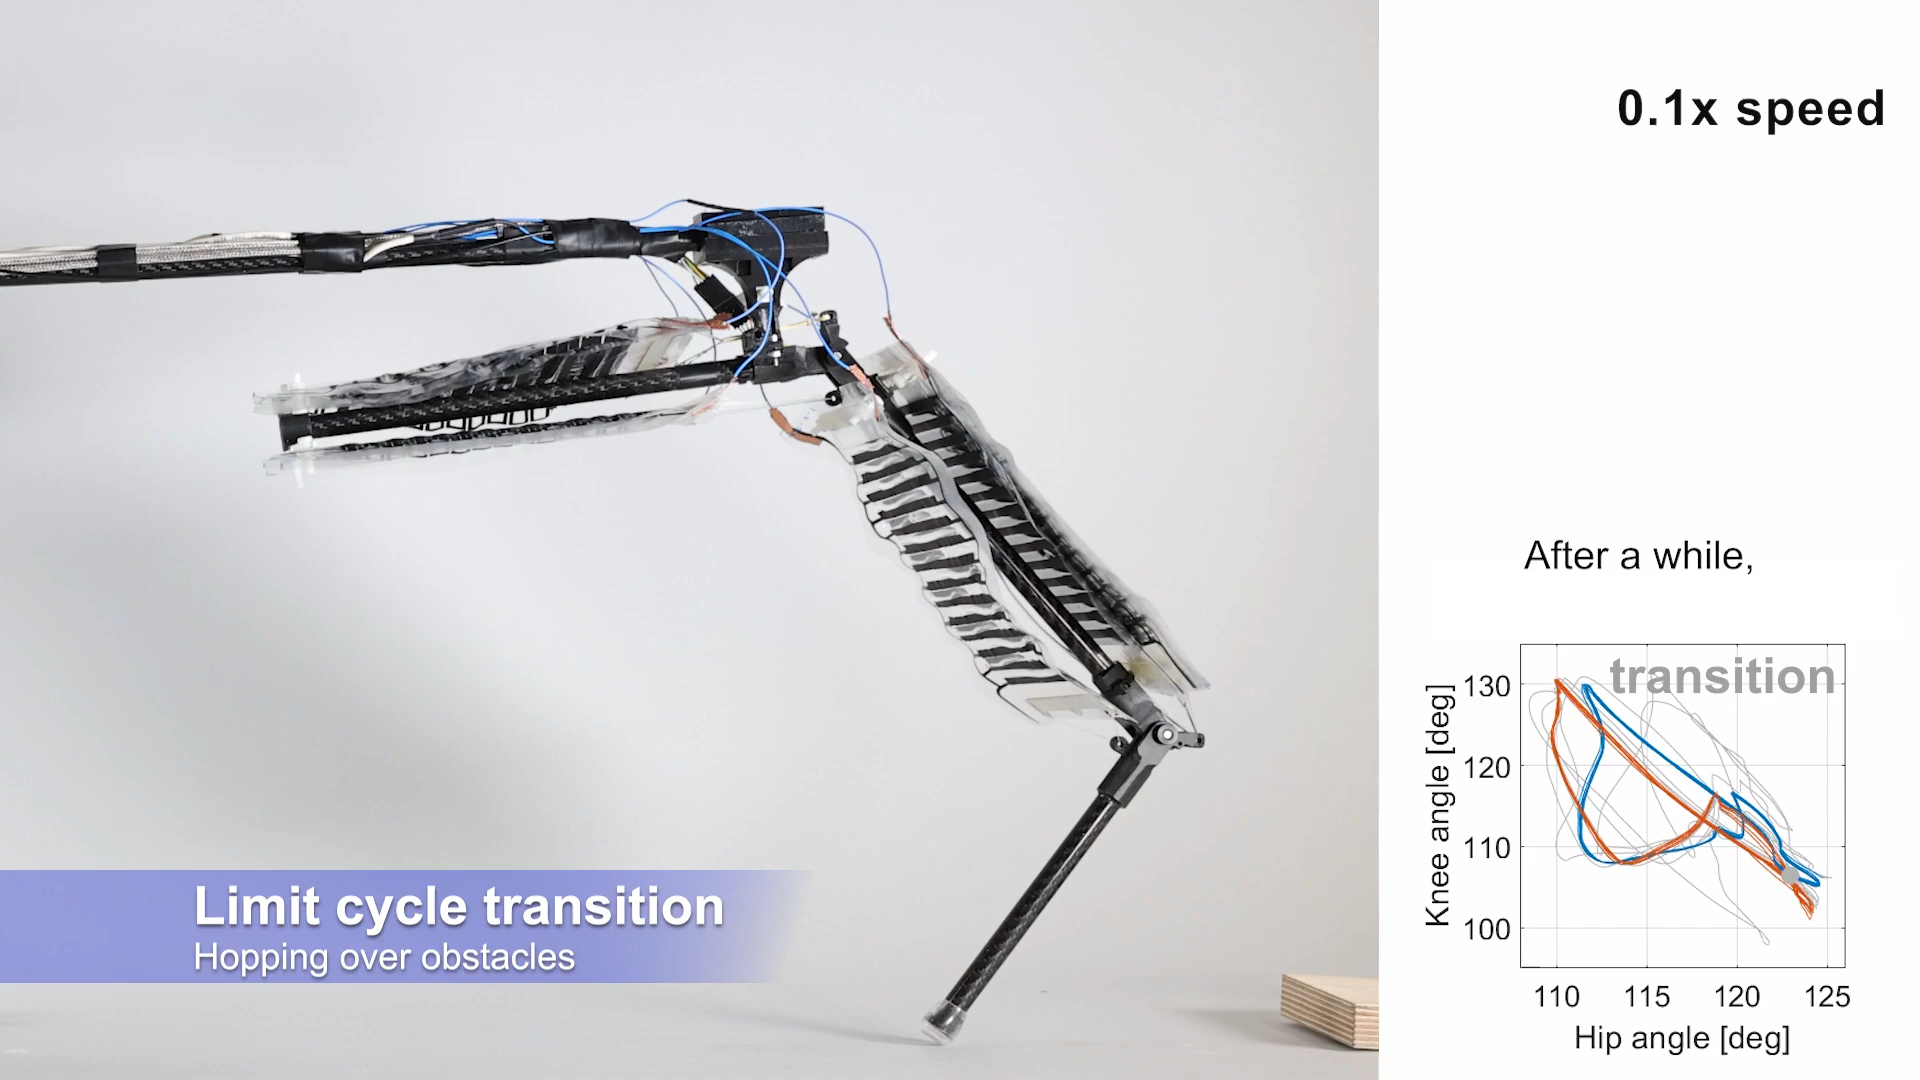 0.1x speed
After a while,
transition
Knee angle [deg]
130
120
110
100
110 115 120 125
Hip angle [deg]
Limit cycle transition
Hopping over obstacles